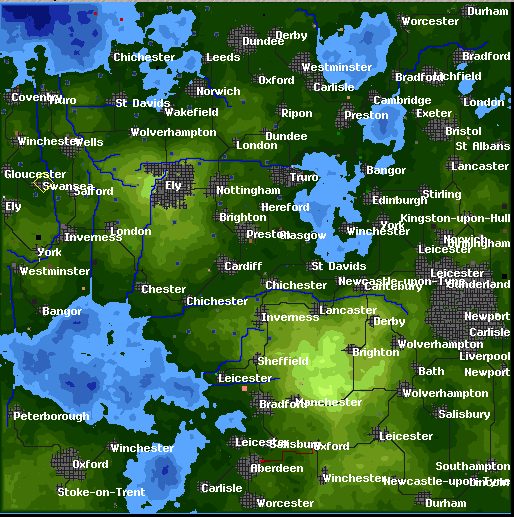 Durham
Worcester
Derby
Dundee
Chichester
Leeds
Bradford
Westminster
Bradford
Oxford
Carlisle
Norwich
Coventry
Truro
St Davids
Cambridge
London
Wakefield
Ripon
Preston
Exeter
Wolverhampton
Dundee
Bristol
Winchester
Wells
London
St Albans
Lancaster
Gloucester
Bangor
Truro
Swansea
Salford
Ely
Nottingham
Stirling
Edinburgh
Ely
Hereford
Brighton
Kingston-upon-Hull
York
London
Winchester
Inverness
Preston
Glasgow
Norwich
Leicester
York
Cardiff
St Davids
Westminster
Leicester
Newcastle-upon-Tyne
Chichester
Canterbury
Sunderland
Chester
Chichester
Bangor
Lancaster
Inverness
Newport
Derby
Carlisle
Wolverhampton
Brighton
Liverpool
Sheffield
Bath
Newport
Leicester
Wolverhampton
Bradford
Manchester
Peterborough
Salisbury
Leicester
Leicester
Salisbury
Oxford
Winchester
Oxford
Aberdeen
Southampton
Winchester
Newcastle-upon-Tyne
Lincoln
Stoke-on-Trent
Carlisle
Worcester
Durham